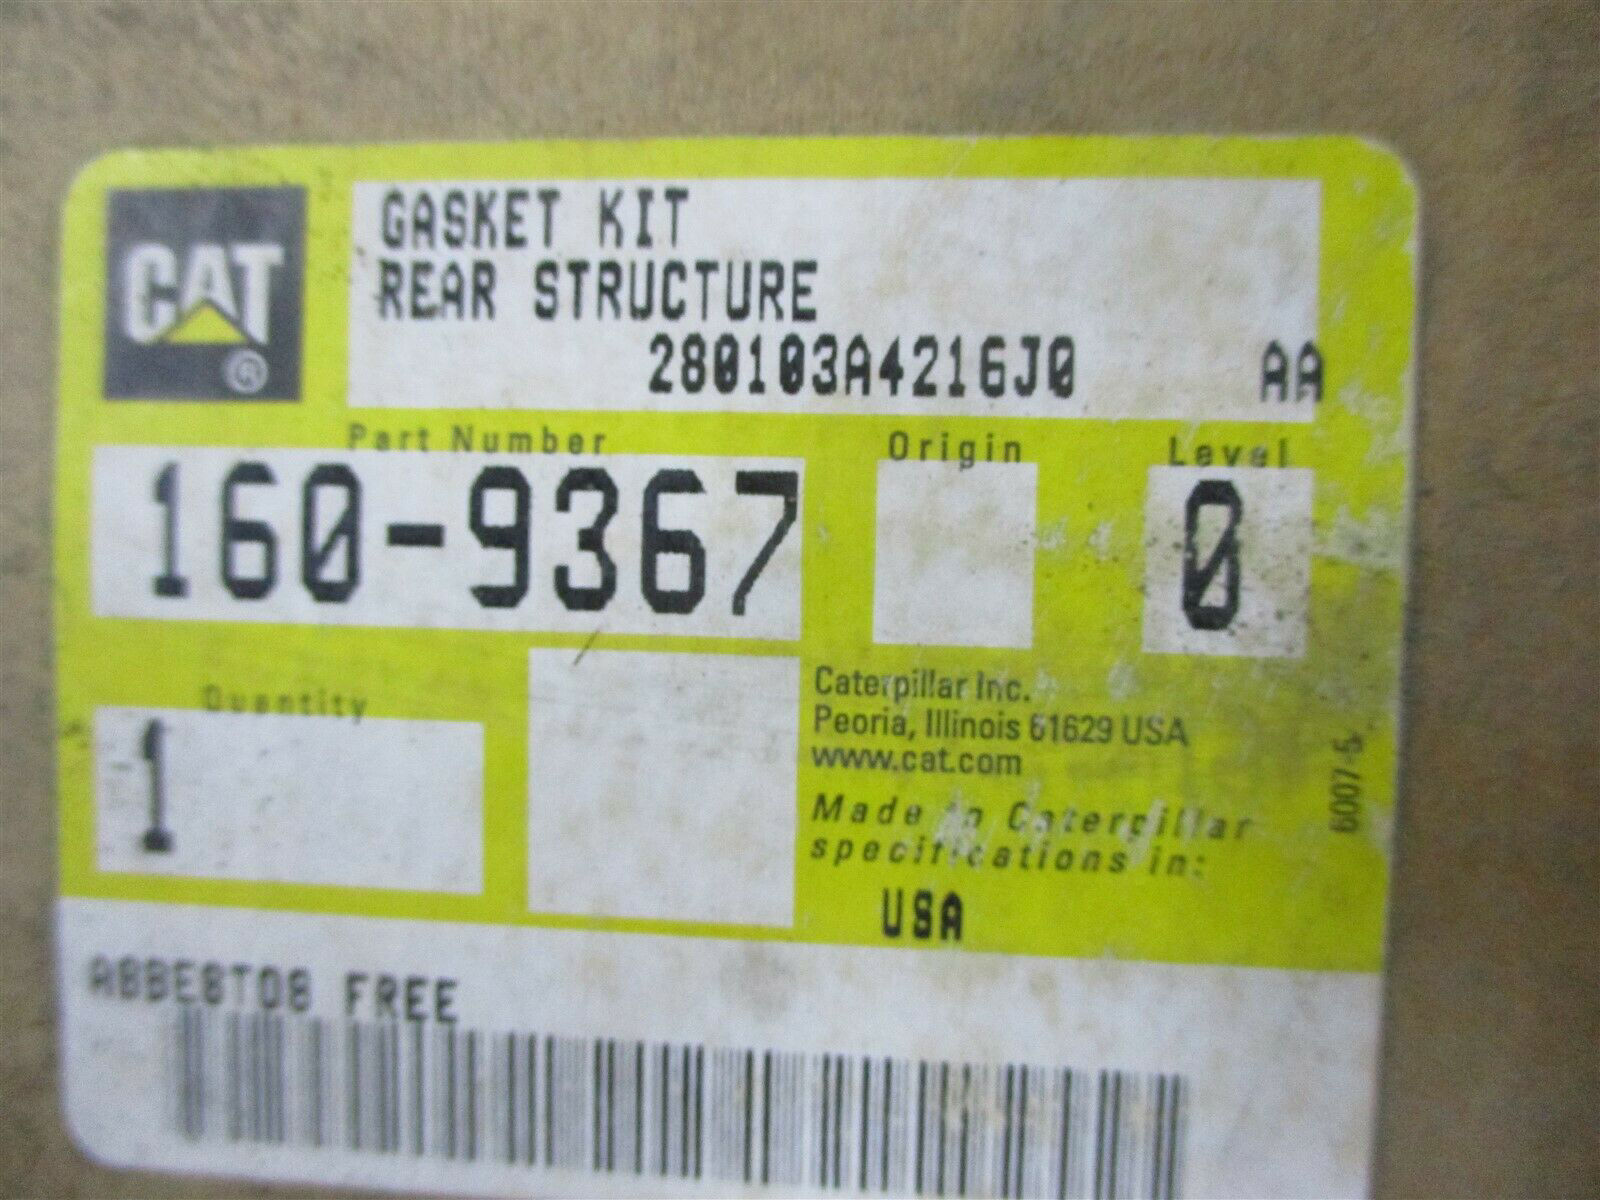 CAT®
GASKET KIT
REAR STRUCTURE
280103A4216J0 AA
Part Number Origin Level
160-9367 0
Quantity
1
Caterpillar Inc.
Peoria, Illinois 61629 USA
www.cat.com
Made to Caterpillar
specifications in:
USA
6007-5
ASBESTOS FREE